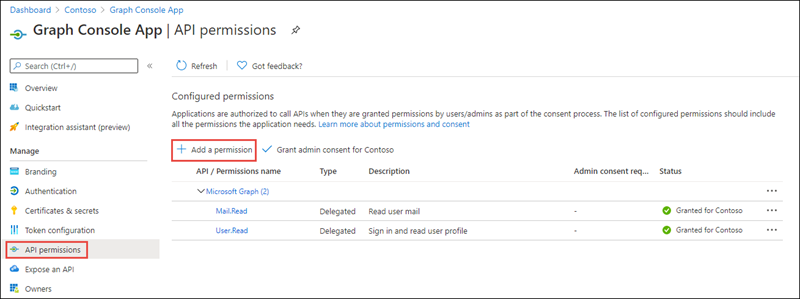 Dashboard > Contoso > Graph Console App
Graph Console App | API permissions
Search (Ctrl+/)
«
Refresh
Got feedback?
Overview
Quickstart
Integration assistant (preview)
Manage
Branding
Authentication
Certificates & secrets
Token configuration
API permissions
Expose an API
Owners
Configured permissions
Applications are authorized to call APIs when they are granted permissions by users/admins as part of the consent process. The list of configured permissions should include
all the permissions the application needs. Learn more about permissions and consent
+ Add a permission
Grant admin consent for Contoso
API / Permissions name Type Description Admin consent req... Status
Microsoft Graph (2) ...
Mail.Read Delegated Read user mail - Granted for Contoso ...
User.Read Delegated Sign in and read user profile - Granted for Contoso ...